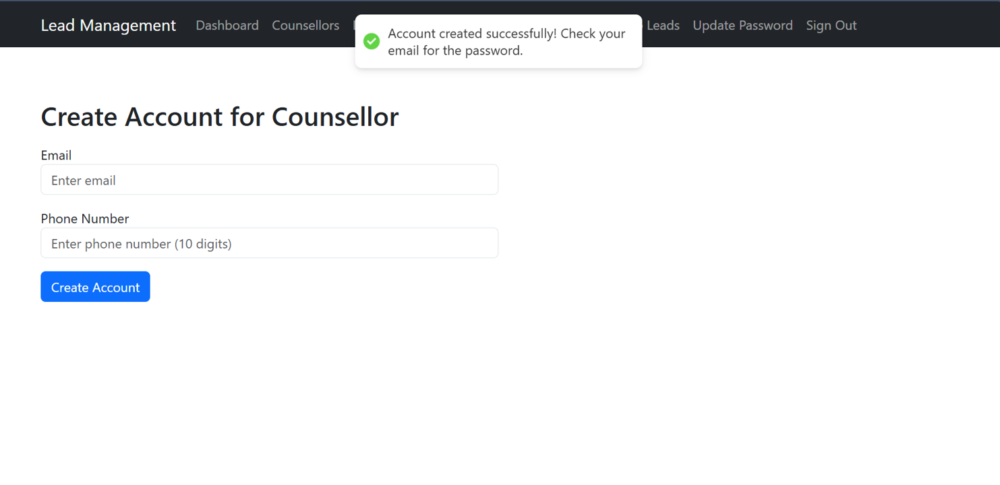 Lead Management Dashboard Counsellors Leads Update Password Sign Out
Account created successfully! Check your
email for the password.
Create Account for Counsellor
Email
Enter email
Phone Number
Enter phone number (10 digits)
Create Account